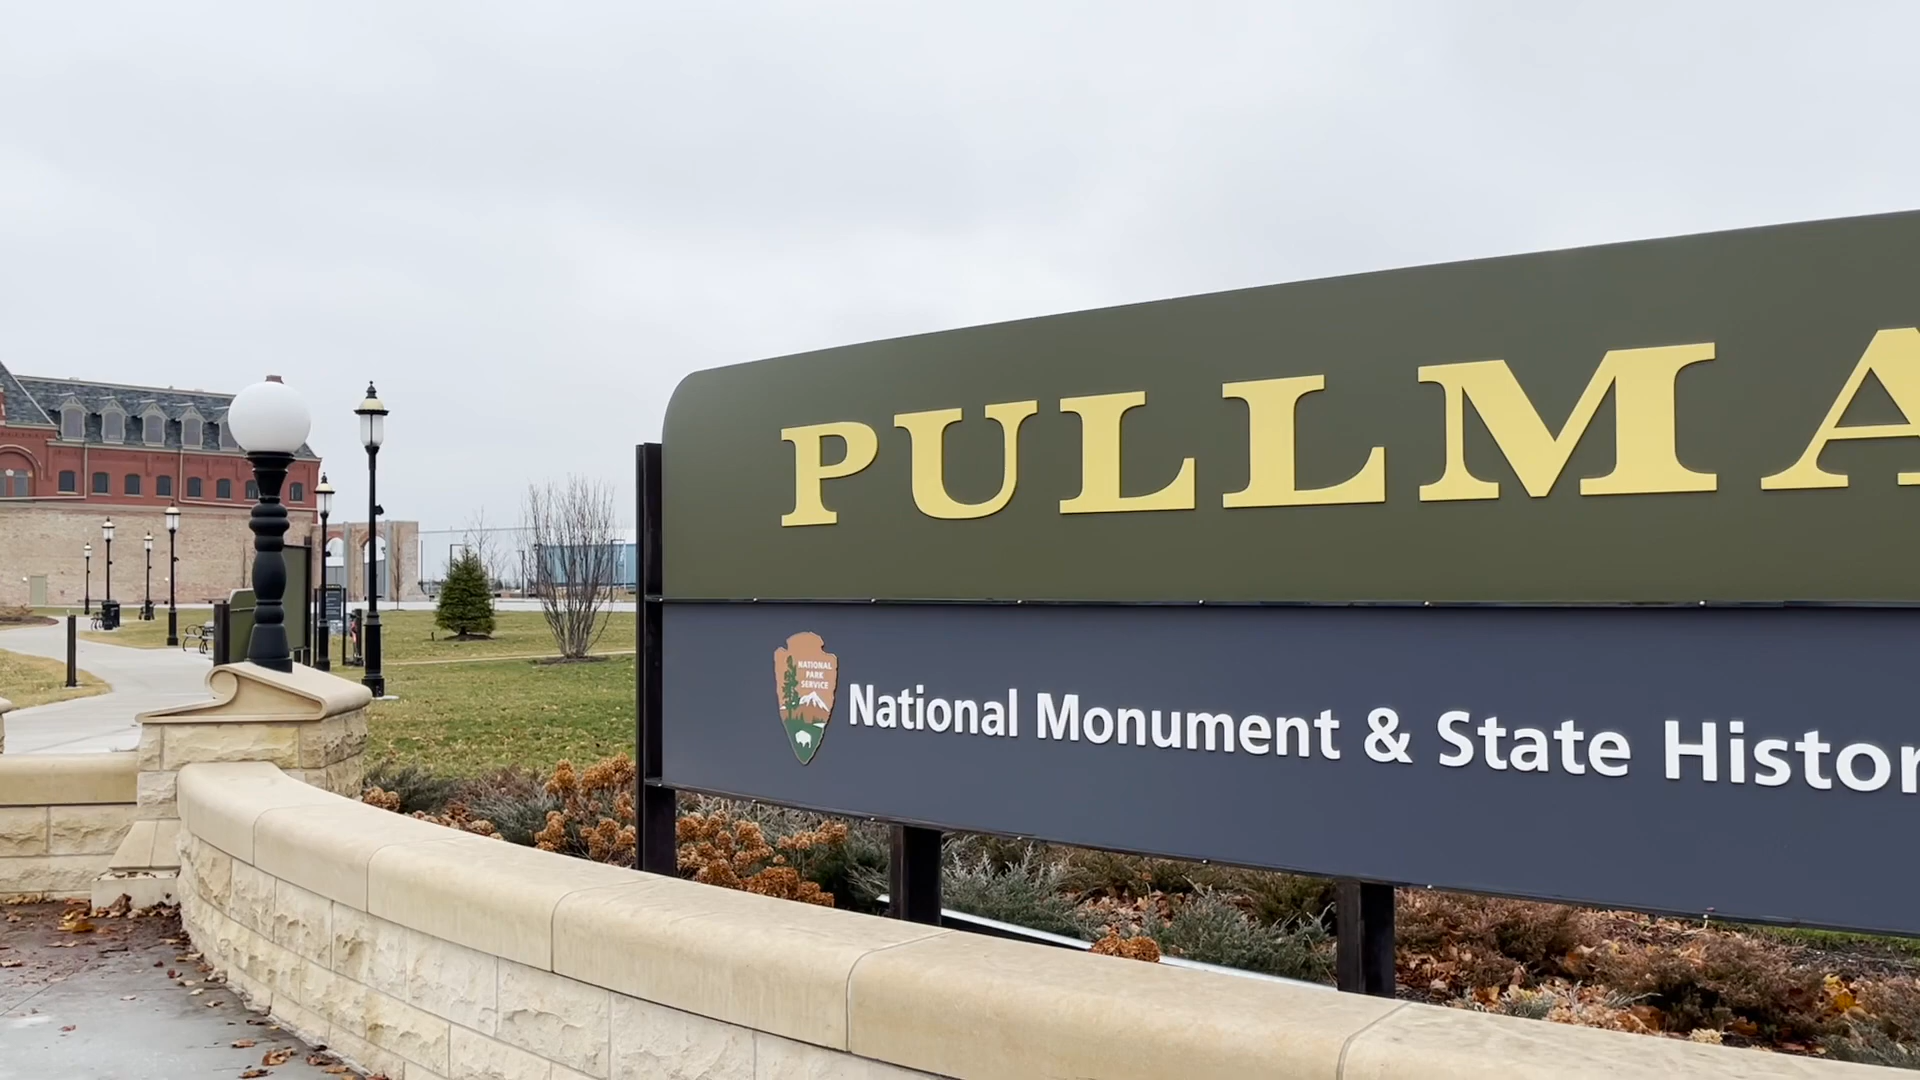 PULLMA
NATIONAL
PARK
SERVICE
National Monument & State Histor